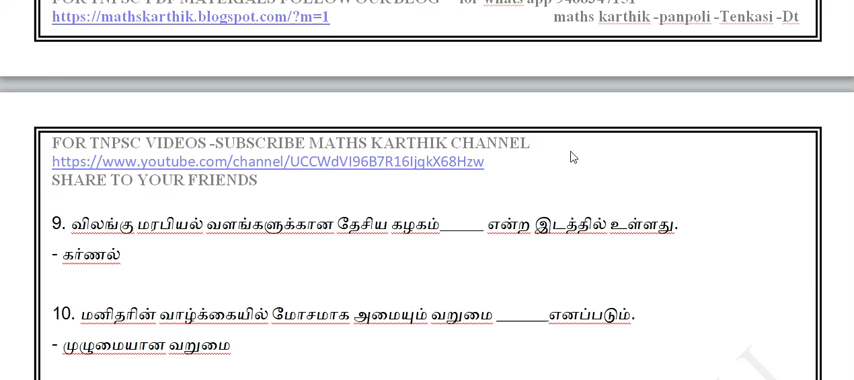 https://mathskarthik.blogspot.com/?m=1 maths karthik -panpoli -Tenkasi -Dt
FOR TNPSC VIDEOS -SUBSCRIBE MATHS KARTHIK CHANNEL
https://www.youtube.com/channel/UCCWdVI96B7R16IjqkX68Hzw
SHARE TO YOUR FRIENDS
9. விலங்கு மரபியல் வளங்களுக்கான தேசிய கழகம்_____ என்ற இடத்தில் உள்ளது.
- கர்ணல்
10. மனிதரின் வாழ்க்கையில் மோசமாக அமையும் வறுமை ______எனப்படும்.
- முழுமையான வறுமை